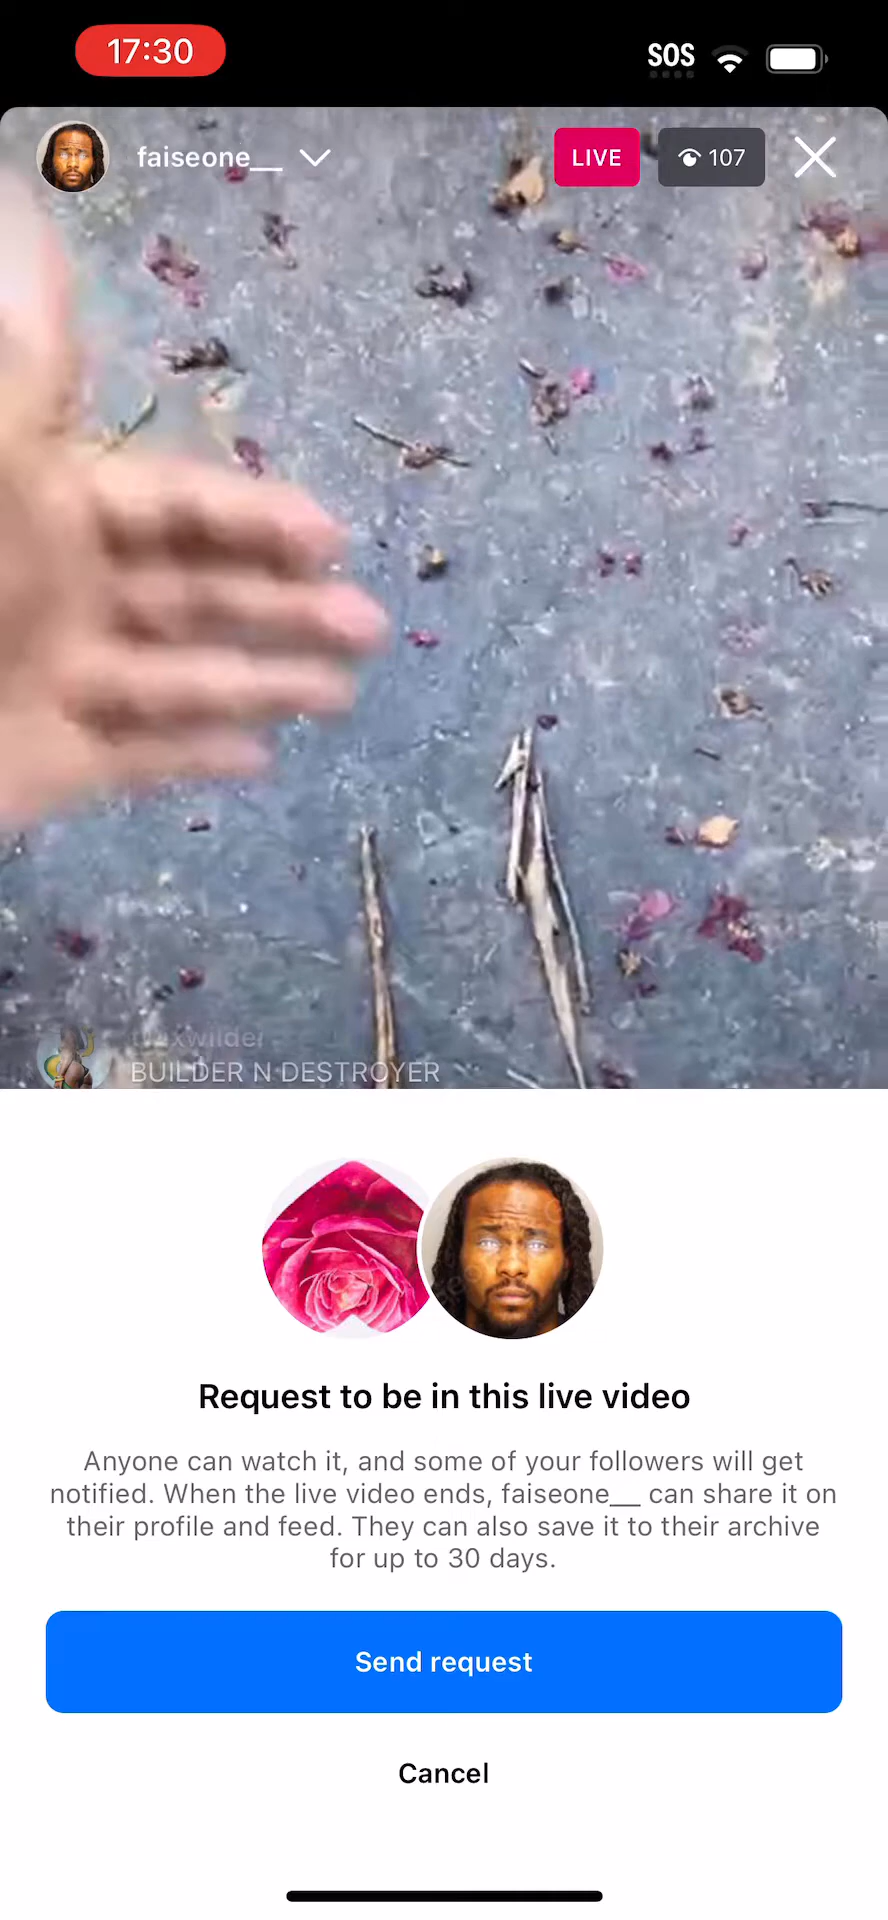 17:30
SOS
faiseone__
LIVE
107
BUILDER N DESTROYER
Request to be in this live video
Anyone can watch it, and some of your followers will get
notified. When the live video ends, faiseone__ can share it on
their profile and feed. They can also save it to their archive
for up to 30 days.
Send request
Cancel